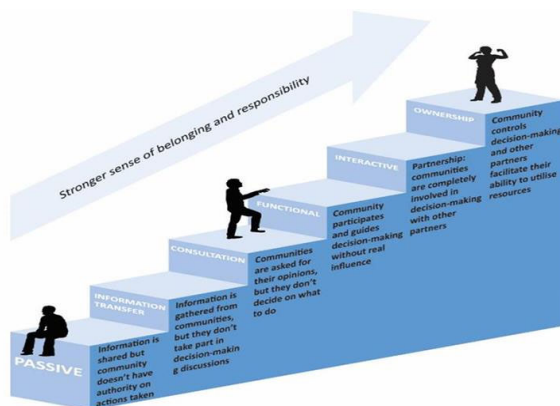 Stronger sense of belonging and responsibility
PASSIVE
Information is
shared but
community
doesn't have
authority on
actions taken
INFORMATION
TRANSFER
Information is
gathered from
communities,
but they don't
take part in
decision-makin
g discussions
CONSULTATION
Communities
are asked for
their opinions,
but they don't
decide on what
to do
FUNCTIONAL
Community
participates
and guides
decision-making
without real
influence
INTERACTIVE
Partnership:
communities
are completely
involved in
decision-making
with other
partners
OWNERSHIP
Community
controls
decision-making
and other
partners
facilitate their
ability to utilise
resources